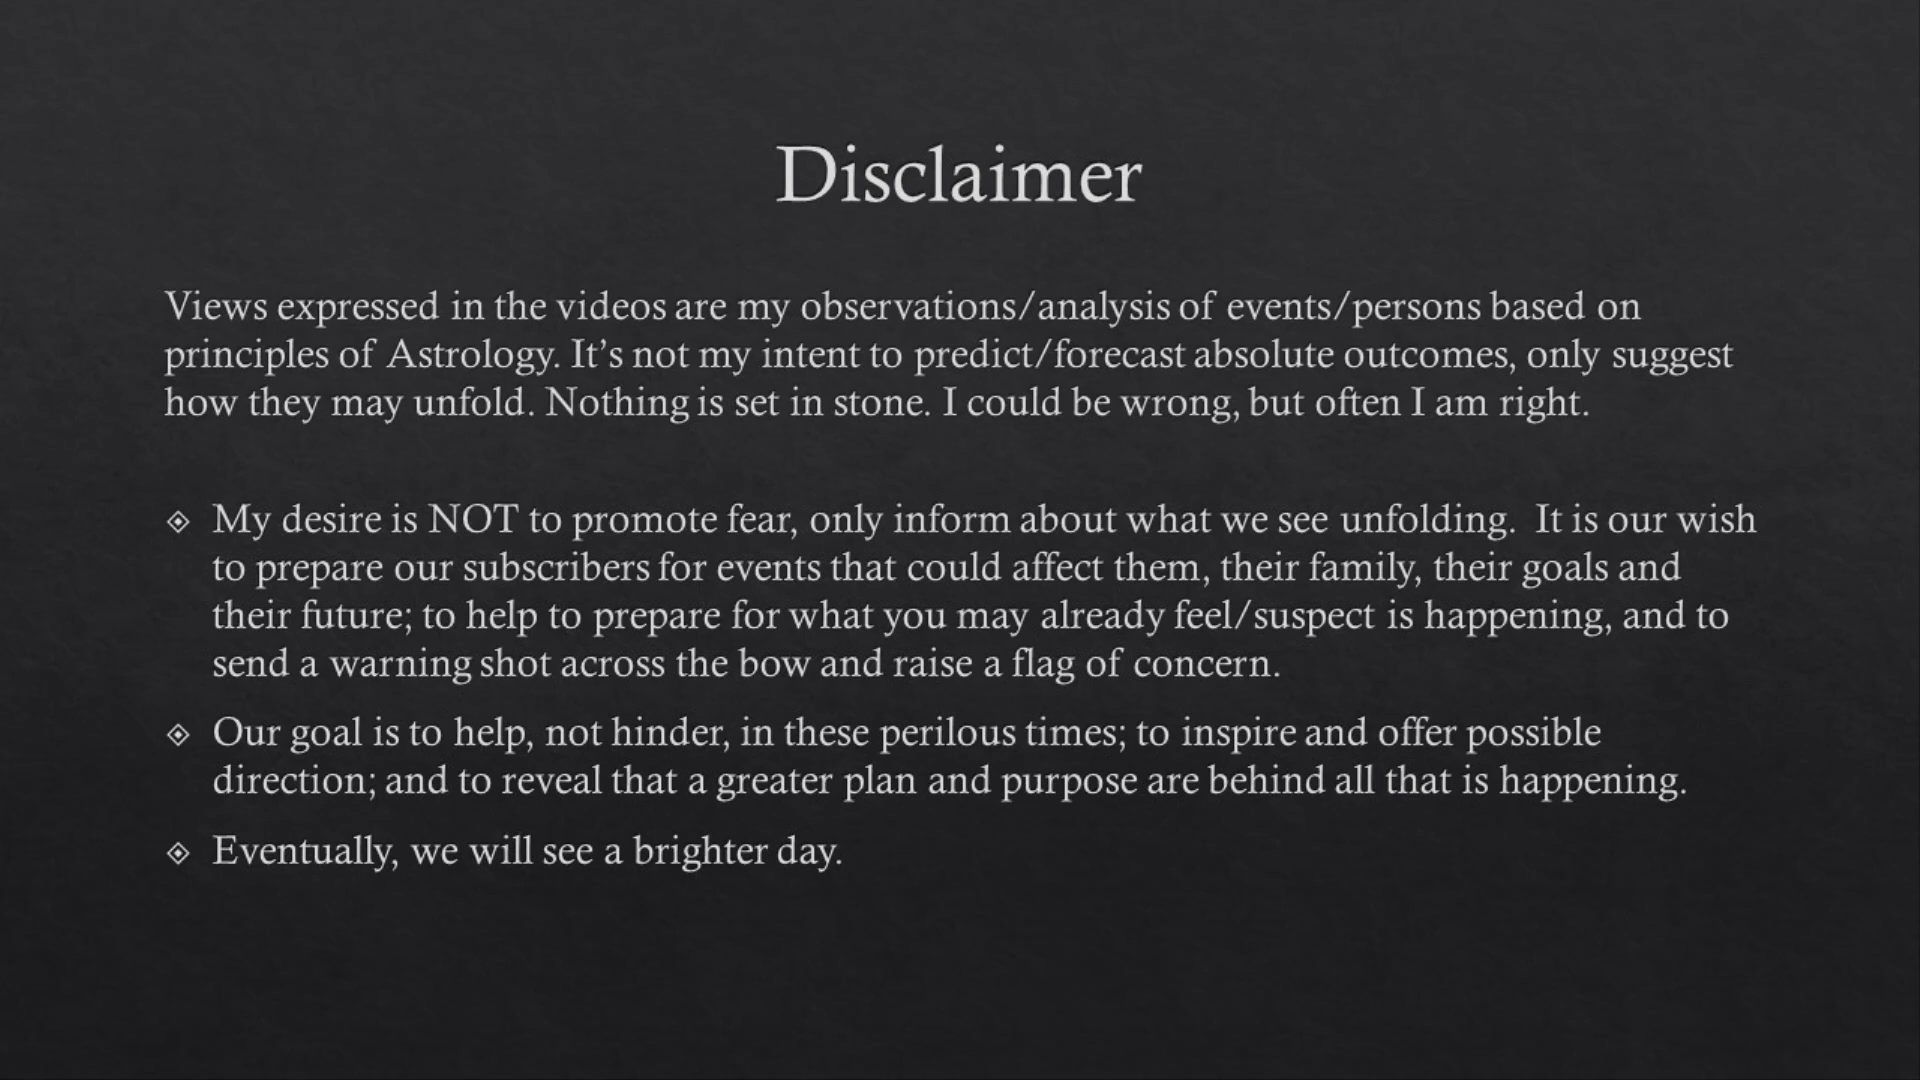 Disclaimer
Views expressed in the videos are my observations/analysis of events/persons based on
principles of Astrology. It’s not my intent to predict/forecast absolute outcomes, only suggest
how they may unfold. Nothing is set in stone. I could be wrong, but often I am right.
My desire is NOT to promote fear, only inform about what we see unfolding.  It is our wish
to prepare our subscribers for events that could affect them, their family, their goals and
their future; to help to prepare for what you may already feel/suspect is happening, and to
send a warning shot across the bow and raise a flag of concern.
Our goal is to help, not hinder, in these perilous times; to inspire and offer possible
direction; and to reveal that a greater plan and purpose are behind all that is happening.
Eventually, we will see a brighter day.